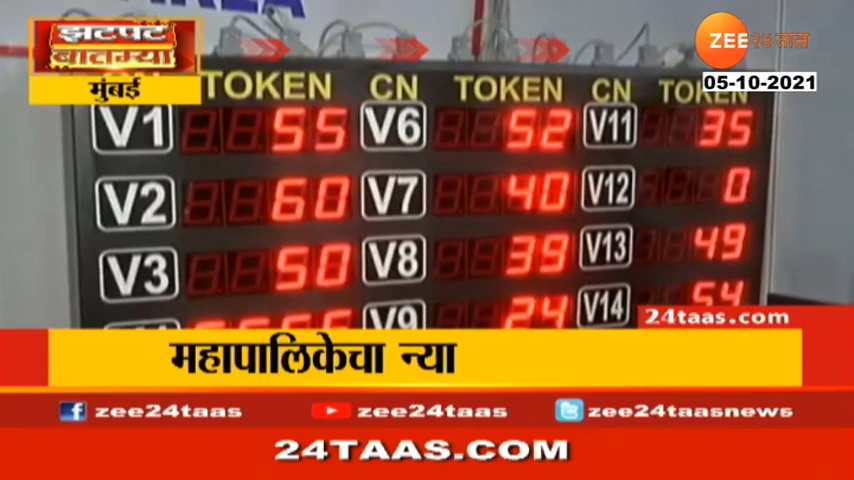 झटपट
बातम्या
मुंबई
ZEE २४ तास
05-10-2021
TOKEN CN TOKEN CN TOKEN
V1 55 V6 52 V11 35
V2 60 V7 40 V12 0
V3 50 V8 39 V13 49
V9 24 V14 54
24taas.com
महापालिकेचा न्या
zee24taas zee24taas zee24taasnews
24TAAS.COM